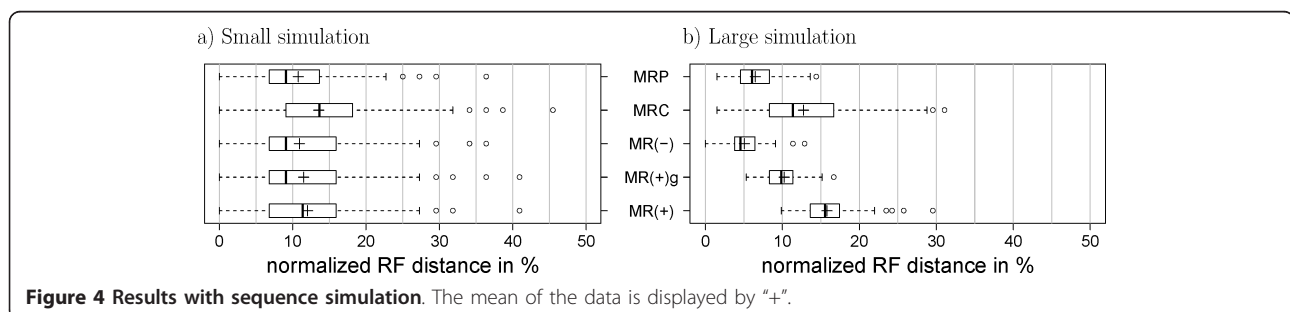 a) Small simulation
b) Large simulation
MRP
MRC
MR(−)
MR(+)g
MR(+)
0 10 20 30 40 50
0 10 20 30 40 50
normalized RF distance in %
normalized RF distance in %
Figure 4 Results with sequence simulation. The mean of the data is displayed by “+”.